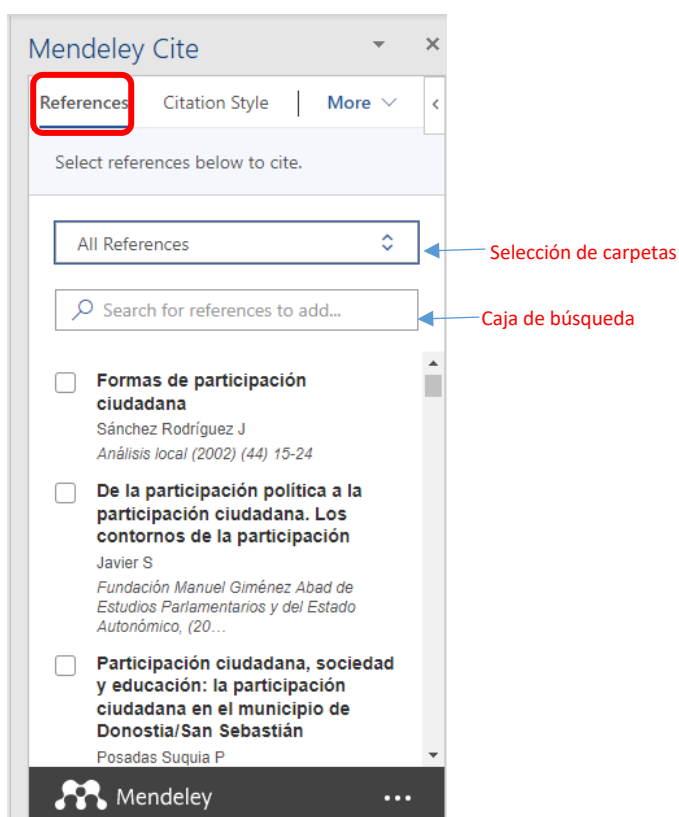 Mendeley Cite
References Citation Style More
Select references below to cite.
All References
Selección de carpetas
Search for references to add...
Caja de búsqueda
Formas de participación
ciudadana
Sánchez Rodríguez J
Análisis local (2002) (44) 15-24
De la participación política a la
participación ciudadana. Los
contornos de la participación
Javier S
Fundación Manuel Giménez Abad de
Estudios Parlamentarios y del Estado
Autonómico, (20…
Participación ciudadana, sociedad
y educación: la participación
ciudadana en el municipio de
Donostia/San Sebastián
Posadas Suquia P
Mendeley